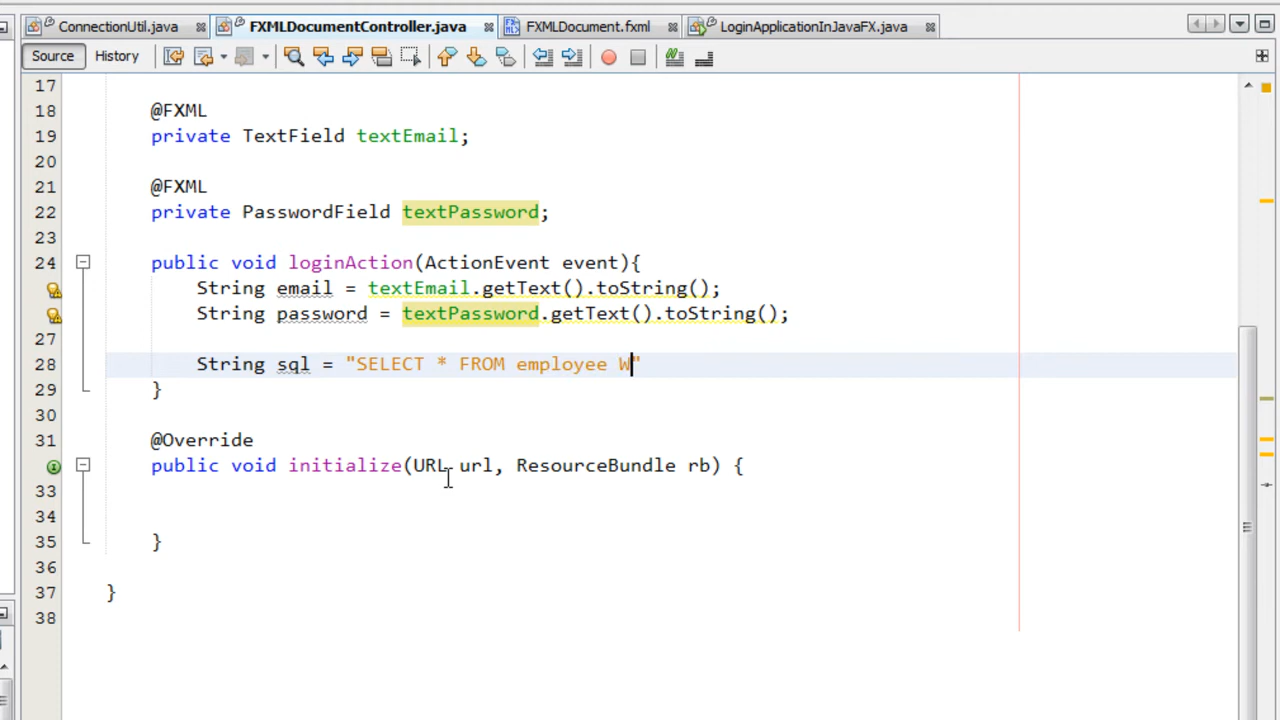 ConnectionUtil.java FXMLDocumentController.java FXMLDocument.fxml LoginApplicationInJavaFX.java
Source History
17
18 @FXML
19 private TextField textEmail;
20
21 @FXML
22 private PasswordField textPassword;
23
24 public void loginAction(ActionEvent event){
String email = textEmail.getText().toString();
String password = textPassword.getText().toString();
27
28 String sql = "SELECT * FROM employee W"
29 }
30
31 @Override
public void initialize(URL url, ResourceBundle rb) {
33
34
35 }
36
37 }
38